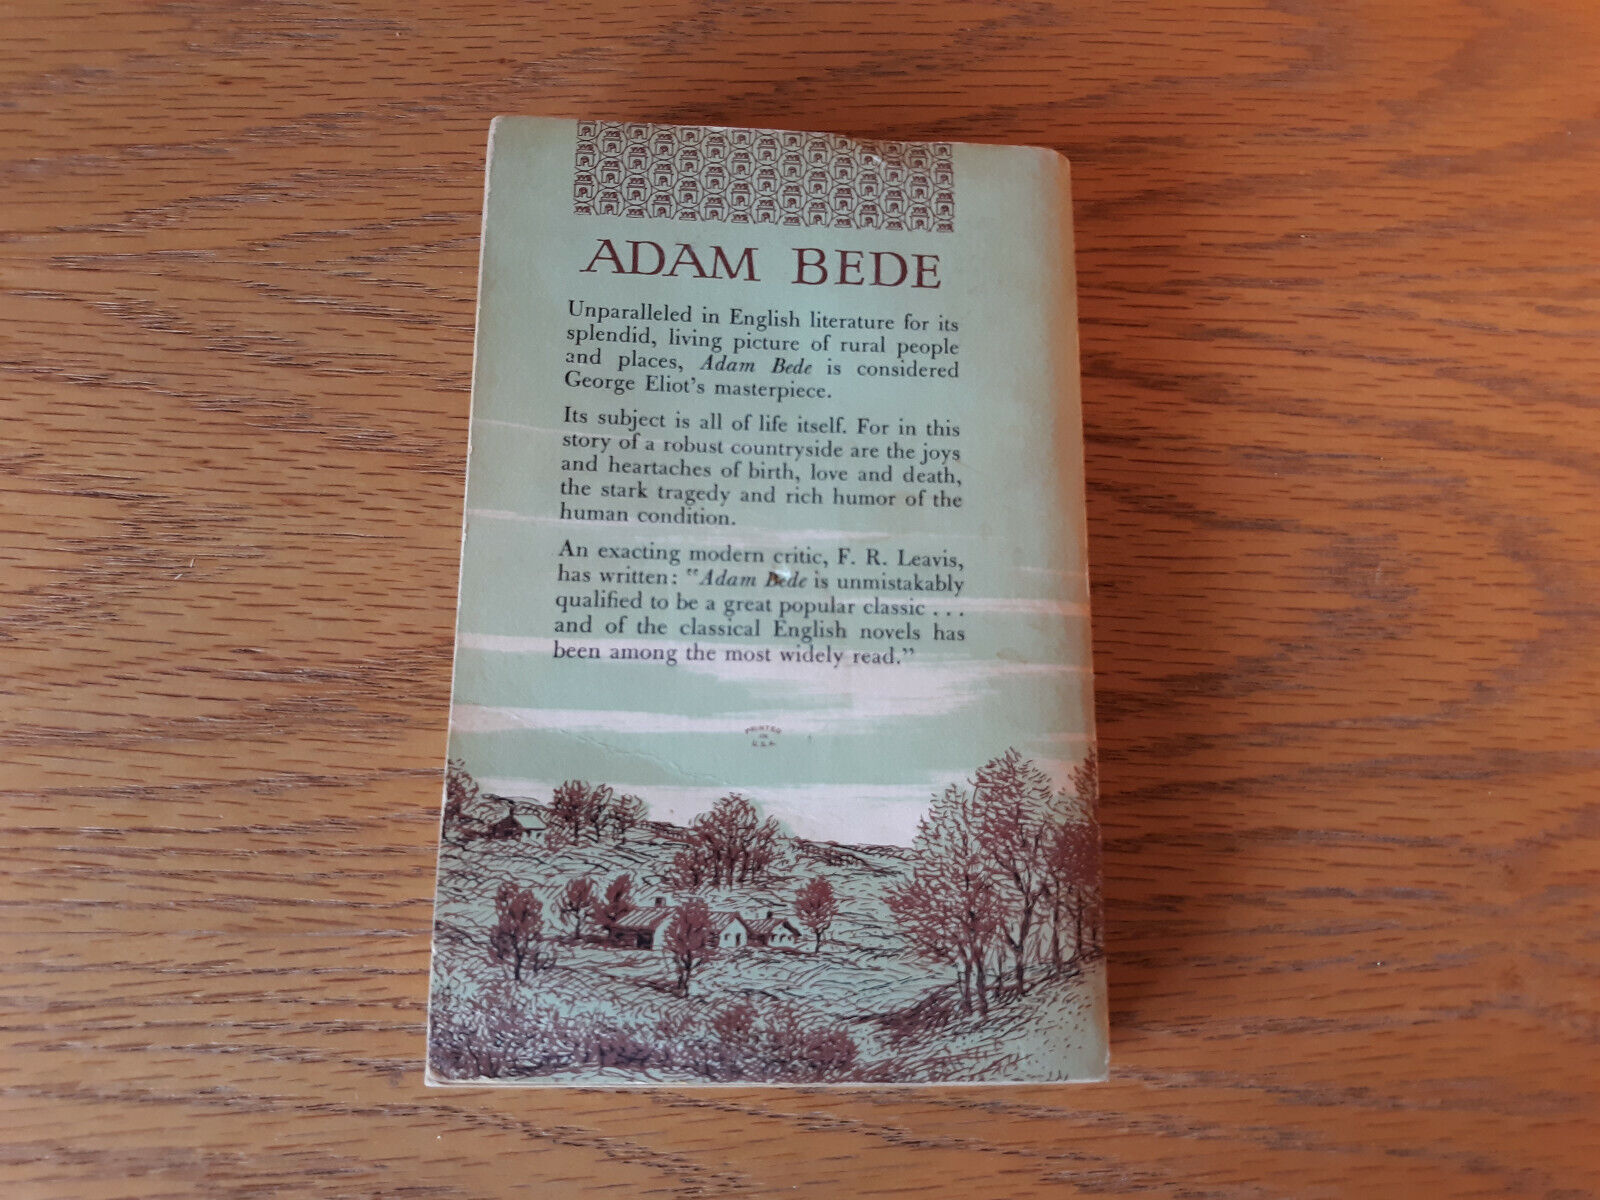 ADAM BEDE
Unparalleled in English literature for its
splendid, living picture of rural people
and places, Adam Bede is considered
George Eliot's masterpiece.
Its subject is all of life itself. For in this
story of a robust countryside are the joys
and heartaches of birth, love and death,
the stark tragedy and rich humor of the
human condition.
An exacting modern critic, F. R. Leavis,
has written: "Adam Bede is unmistakably
qualified to be a great popular classic . . .
and of the classical English novels has
been among the most widely read."
PRINTED
IN
U.S.A.